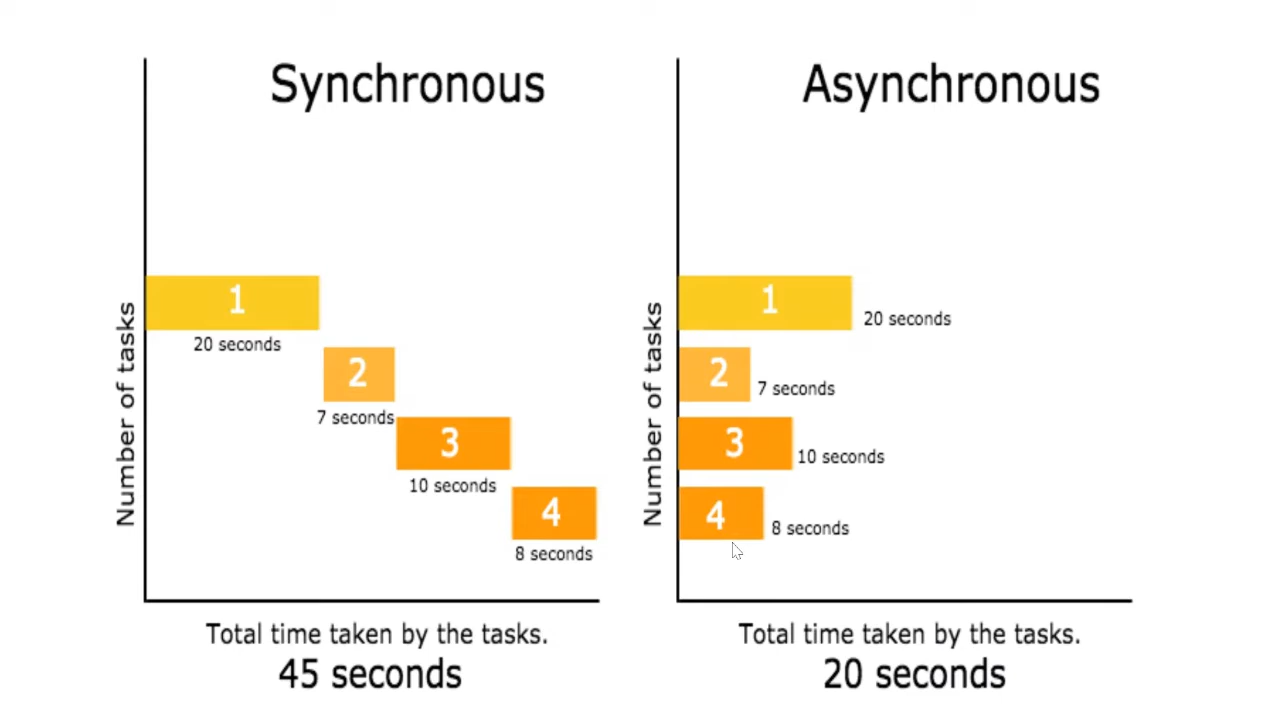 Synchronous
Number of tasks
1
20 seconds
2
7 seconds
3
10 seconds
4
8 seconds
Total time taken by the tasks.
45 seconds
Asynchronous
Number of tasks
1
20 seconds
2
7 seconds
3
10 seconds
4
8 seconds
Total time taken by the tasks.
20 seconds